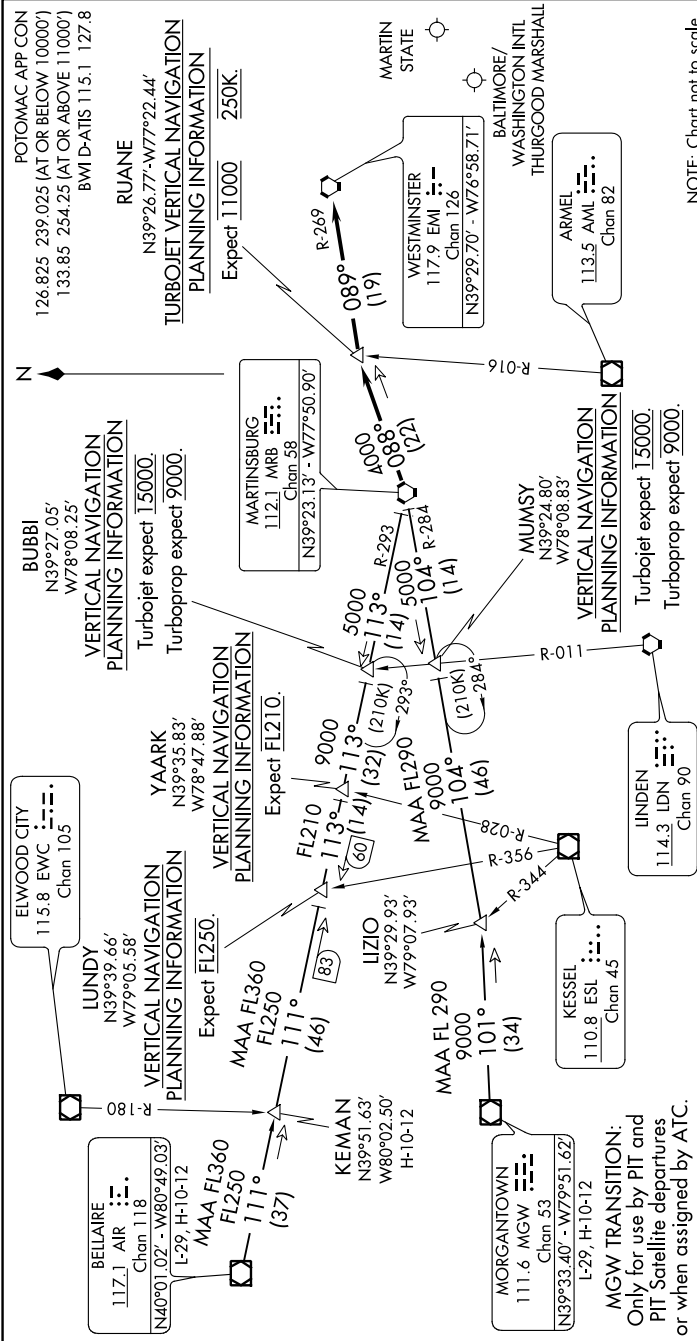 POTOMAC APP CON
126.825 239.025 (AT OR BELOW 10000')
133.85 254.25 (AT OR ABOVE 11000')
BWI D-ATIS 115.1 127.8
RUANE
N39°26.77'-W77°22.44'
TURBOJET VERTICAL NAVIGATION
PLANNING INFORMATION
Expect 11000 250K.
MARTIN
STATE
BALTIMORE/
WASHINGTON INTL
THURGOOD MARSHALL
N
BUBBI
N39°27.05'
W78°08.25'
VERTICAL NAVIGATION
PLANNING INFORMATION
Turbojet expect 15000.
Turboprop expect 9000.
MARTINSBURG
112.1 MRB
Chan 58
N39°23.13' - W77°50.90'
WESTMINSTER
117.9 EMI
Chan 126
N39°29.70' - W76°58.71'
ARMEL
113.5 AML
Chan 82
NOTE: Chart not to scale.
ELWOOD CITY
115.8 EWC
Chan 105
YAARK
N39°35.83'
W78°47.88'
VERTICAL NAVIGATION
PLANNING INFORMATION
Expect FL210.
LUNDY
N39°39.66'
W79°05.58'
VERTICAL NAVIGATION
PLANNING INFORMATION
Expect FL250.
BELLAIRE
117.1 AIR
Chan 118
N40°01.02' - W80°49.03'
L-29, H-10-12
MAA FL360
FL250
111°
(37)
R-180
KEMAN
N39°51.63'
W80°02.50'
H-10-12
MAA FL360
FL250
111°
(46)
83
FL210
113°
(14)
60
9000
113°
(32)
(210K)
293°
5000
113°
(14)
R-293
R-284
4000
088°
(22)
R-269
089°
(19)
R-016
MORGANTOWN
111.6 MGW
Chan 53
N39°33.40' - W79°51.62'
L-29, H-10-12
MAA FL 290
9000
101°
(34)
LIZIO
N39°29.93'
W79°07.93'
MAA FL290
9000
104°
(46)
(210K)
284°
5000
104°
(14)
R-028
R-356
R-344
R-011
KESSEL
110.8 ESL
Chan 45
LINDEN
114.3 LDN
Chan 90
MUMSY
N39°24.80'
W78°08.83'
VERTICAL NAVIGATION
PLANNING INFORMATION
Turbojet expect 15000.
Turboprop expect 9000.
MGW TRANSITION:
Only for use by PIT and
PIT Satellite departures
or when assigned by ATC.